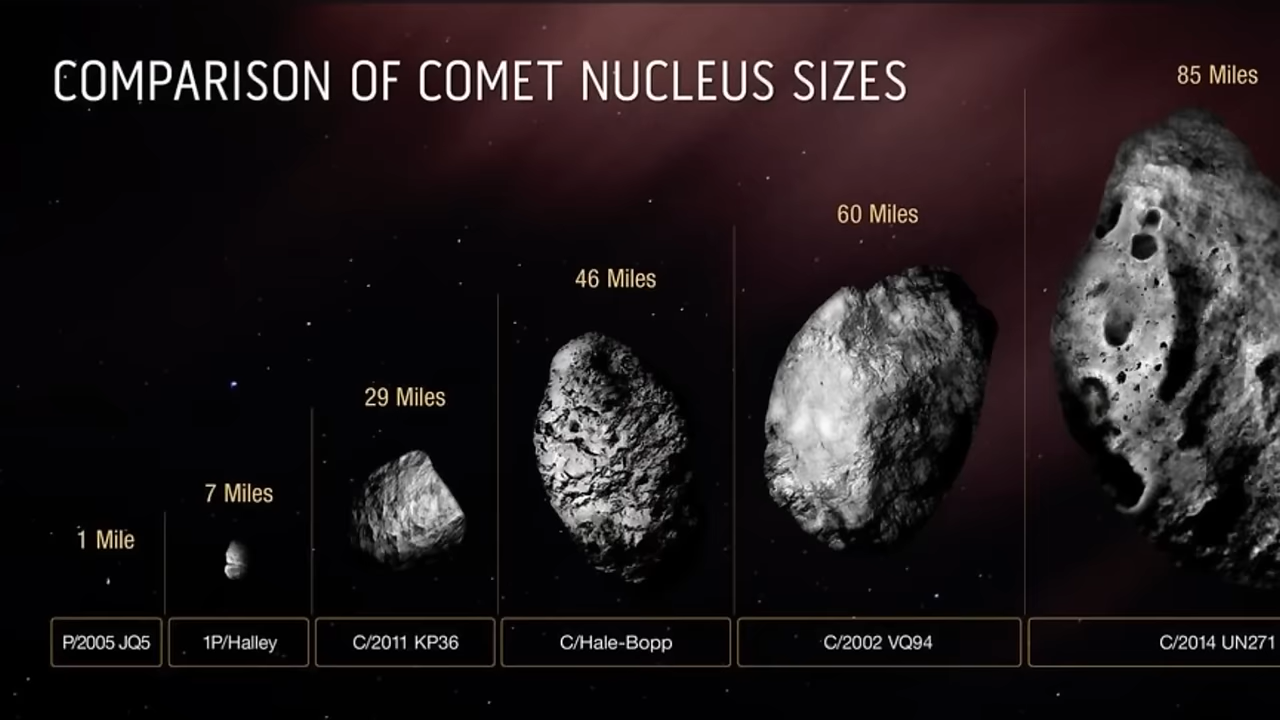 COMPARISON OF COMET NUCLEUS SIZES
85 Miles
60 Miles
46 Miles
29 Miles
7 Miles
1 Mile
P/2005 JQ5
1P/Halley
C/2011 KP36
C/Hale-Bopp
C/2002 VQ94
C/2014 UN271